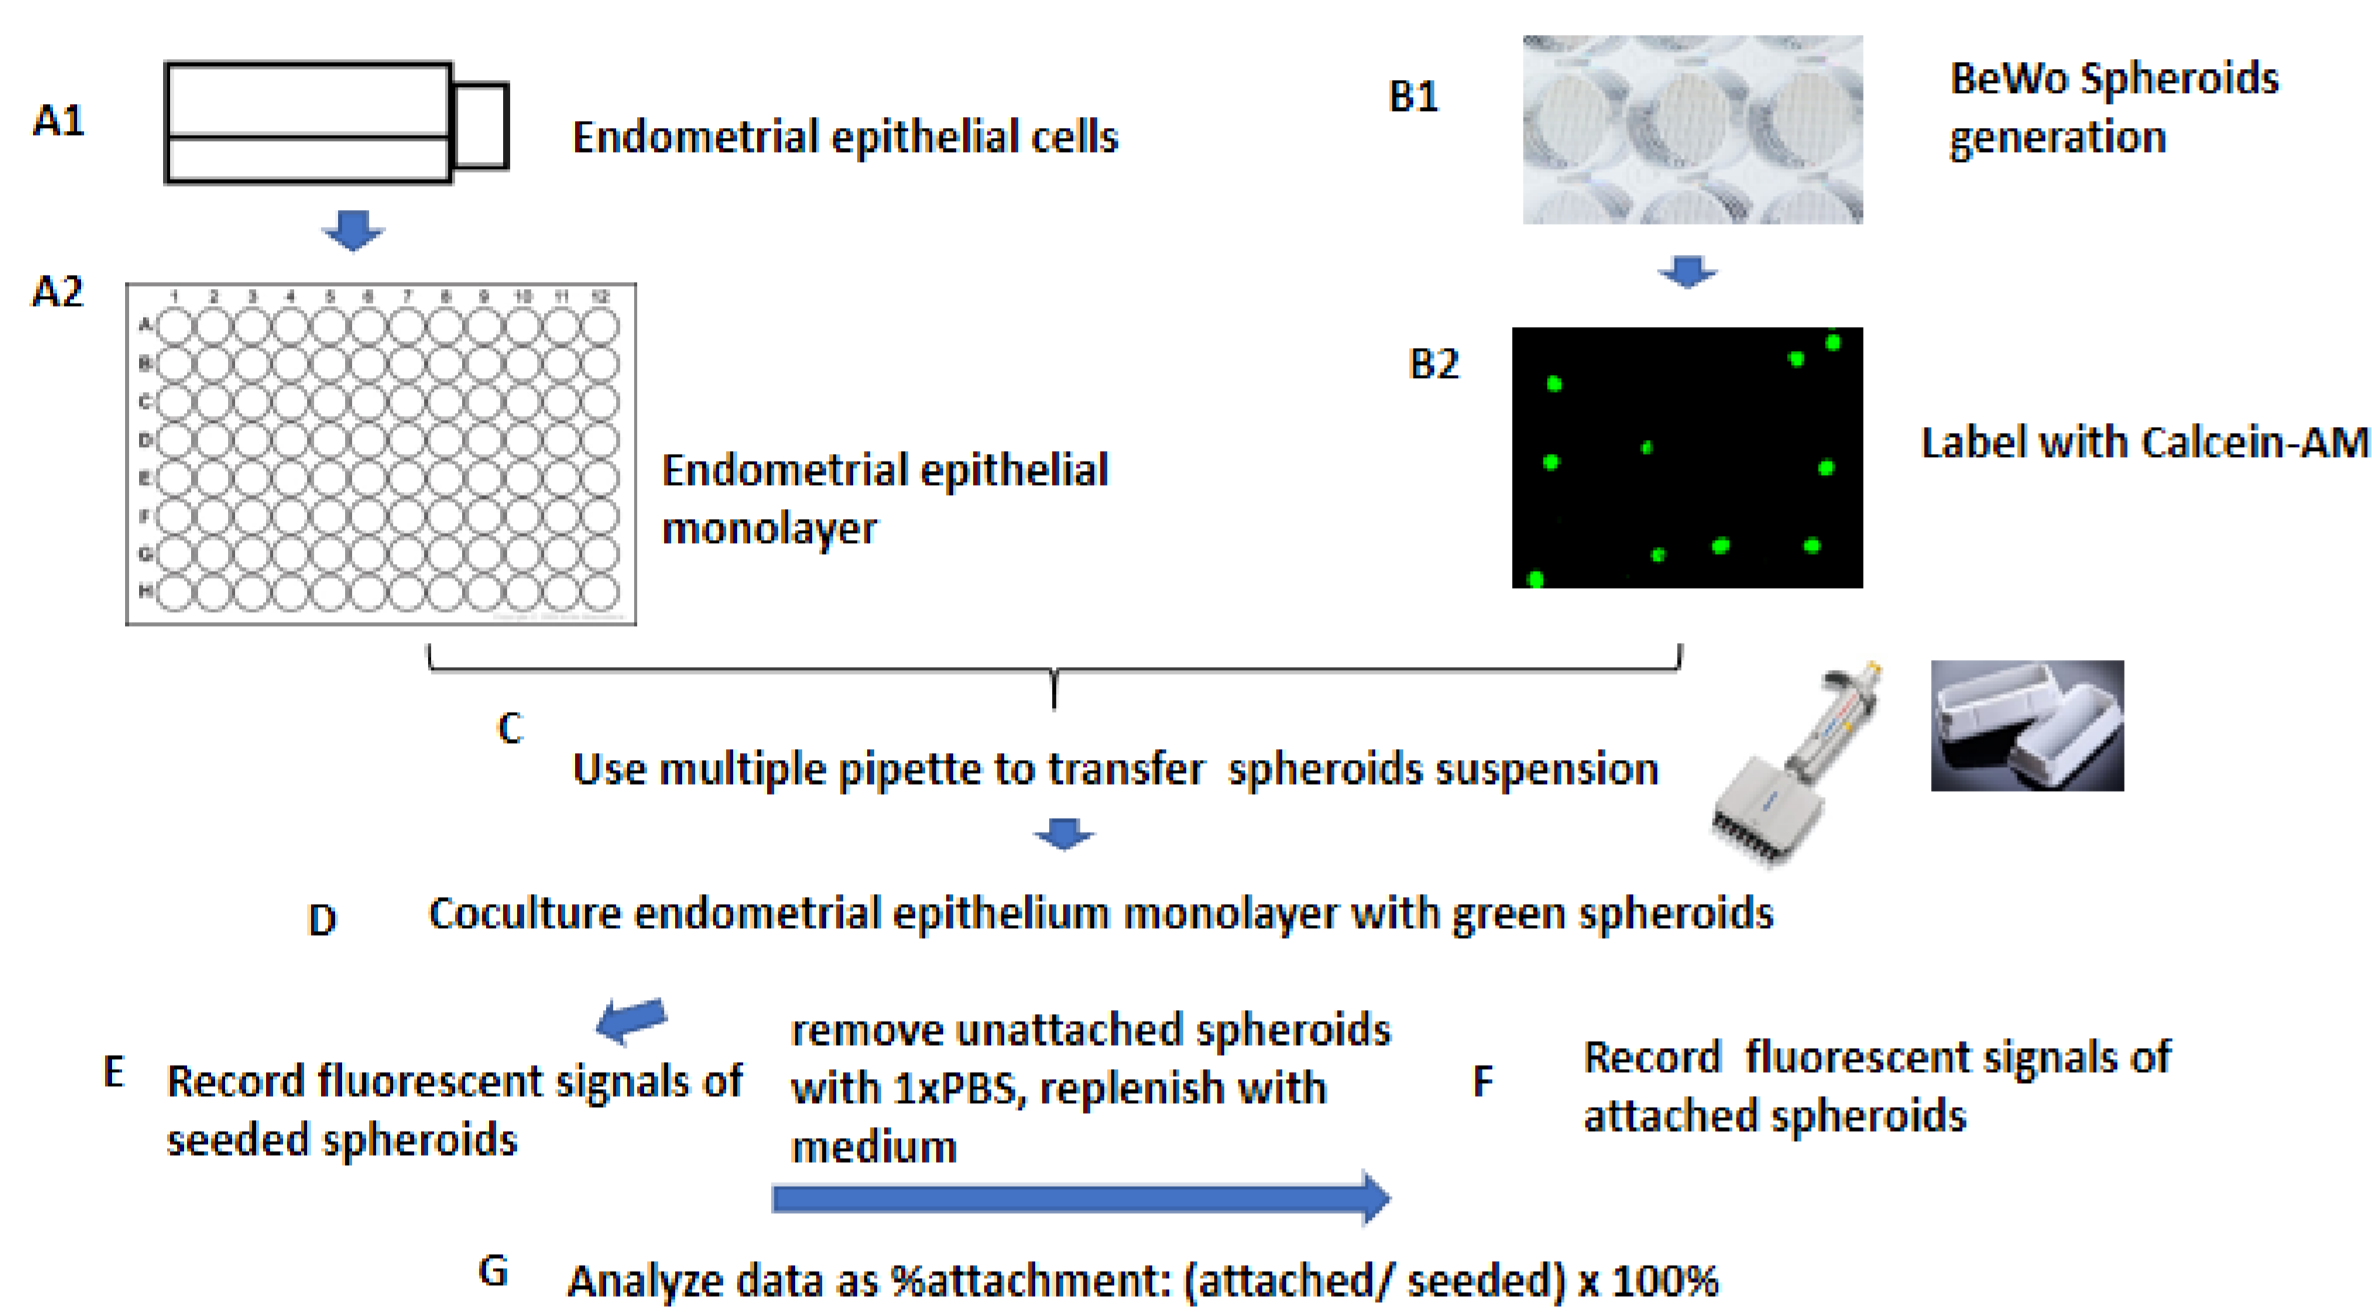 A1
Endometrial epithelial cells
B1
BeWo Spheroids
generation
A2
1 2 3 4 5 6 7 8 9 10 11 12
A
B
C
D
E
F
G
H
Endometrial epithelial
monolayer
B2
Label with Calcein-AM
C
Use multiple pipette to transfer spheroids suspension
D
Coculture endometrial epithelium monolayer with green spheroids
E
Record fluorescent signals of
seeded spheroids
remove unattached spheroids
with 1xPBS, replenish with
medium
F
Record fluorescent signals of
attached spheroids
G
Analyze data as %attachment: (attached/ seeded) x 100%